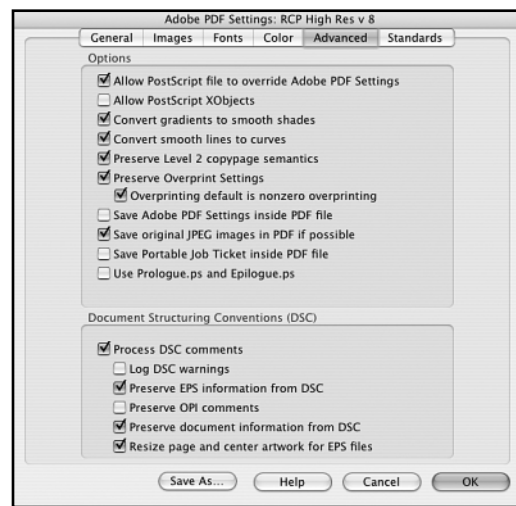 Adobe PDF Settings: RCP High Res v 8
General Images Fonts Color Advanced Standards
Options
Allow PostScript file to override Adobe PDF Settings
Allow PostScript XObjects
Convert gradients to smooth shades
Convert smooth lines to curves
Preserve Level 2 copypage semantics
Preserve Overprint Settings
Overprinting default is nonzero overprinting
Save Adobe PDF Settings inside PDF file
Save original JPEG images in PDF if possible
Save Portable Job Ticket inside PDF file
Use Prologue.ps and Epilogue.ps
Document Structuring Conventions (DSC)
Process DSC comments
Log DSC warnings
Preserve EPS information from DSC
Preserve OPI comments
Preserve document information from DSC
Resize page and center artwork for EPS files
Save As... Help Cancel OK